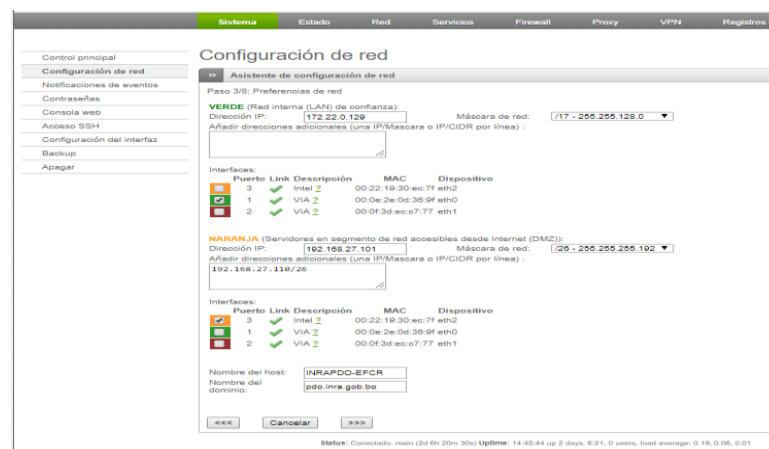 Sistema Estado Red Servicios Firewall Proxy VPN Registros
Configuración de red
Control principal
Configuración de red
Notificaciones de eventos
Contraseñas
Consola web
Acceso SSH
Configuración del interfaz
Backup
Apagar
» Asistente de configuración de red
Paso 3/8: Preferencias de red
VERDE (Red interna (LAN) de confianza):
Dirección IP: 172.22.0.129 Máscara de red: /17 - 255.255.128.0
Añadir direcciones adicionales (una IP/Mascara o IP/CIDR por línea) :
Interfaces:
Puerto Link Descripción MAC Dispositivo
3 Intel ? 00:22:19:30:ec:7f eth2
1 VIA ? 00:0e:2e:0d:36:9f eth0
2 VIA ? 00:0f:3d:ec:c7:77 eth1
NARANJA (Servidores en segmento de red accesibles desde Internet (DMZ)):
Dirección IP: 192.168.27.101 Máscara de red: /26 - 255.255.255.192
Añadir direcciones adicionales (una IP/Mascara o IP/CIDR por línea) :
192.168.27.110/26
Interfaces:
Puerto Link Descripción MAC Dispositivo
3 Intel ? 00:22:19:30:ec:7f eth2
1 VIA ? 00:0e:2e:0d:36:9f eth0
2 VIA ? 00:0f:3d:ec:c7:77 eth1
Nombre del host: INRAPDO-EFCR
Nombre del dominio: pdo.inra.gob.bo
<<< Cancelar >>>
Status: Conectado: main (2d 6h 20m 30s) Uptime: 14:45:44 up 2 days, 6:21, 0 users, load average: 0.19, 0.06, 0.01